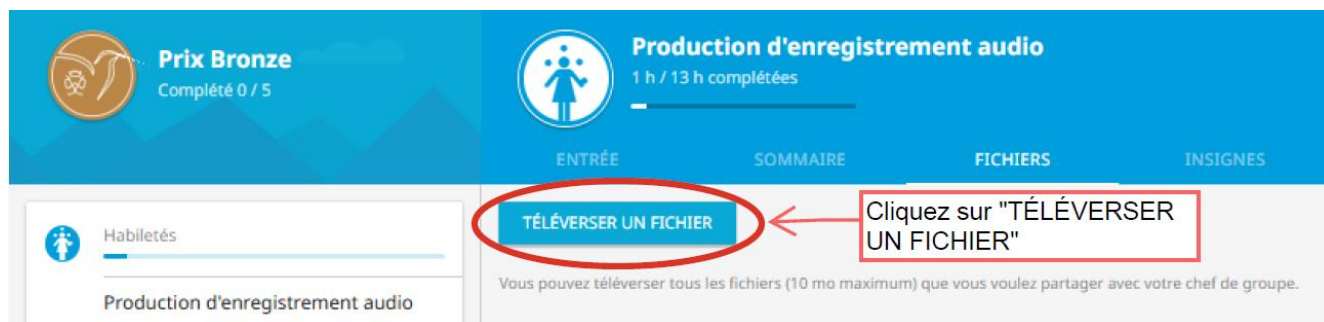 Prix Bronze
Complété 0 / 5
Production d'enregistrement audio
1 h / 13 h complétées
ENTRÉE
SOMMAIRE
FICHIERS
INSIGNES
Habiletés
Production d'enregistrement audio
TÉLÉVERSER UN FICHIER
Cliquez sur "TÉLÉVERSER
UN FICHIER"
Vous pouvez téléverser tous les fichiers (10 mo maximum) que vous voulez partager avec votre chef de groupe.